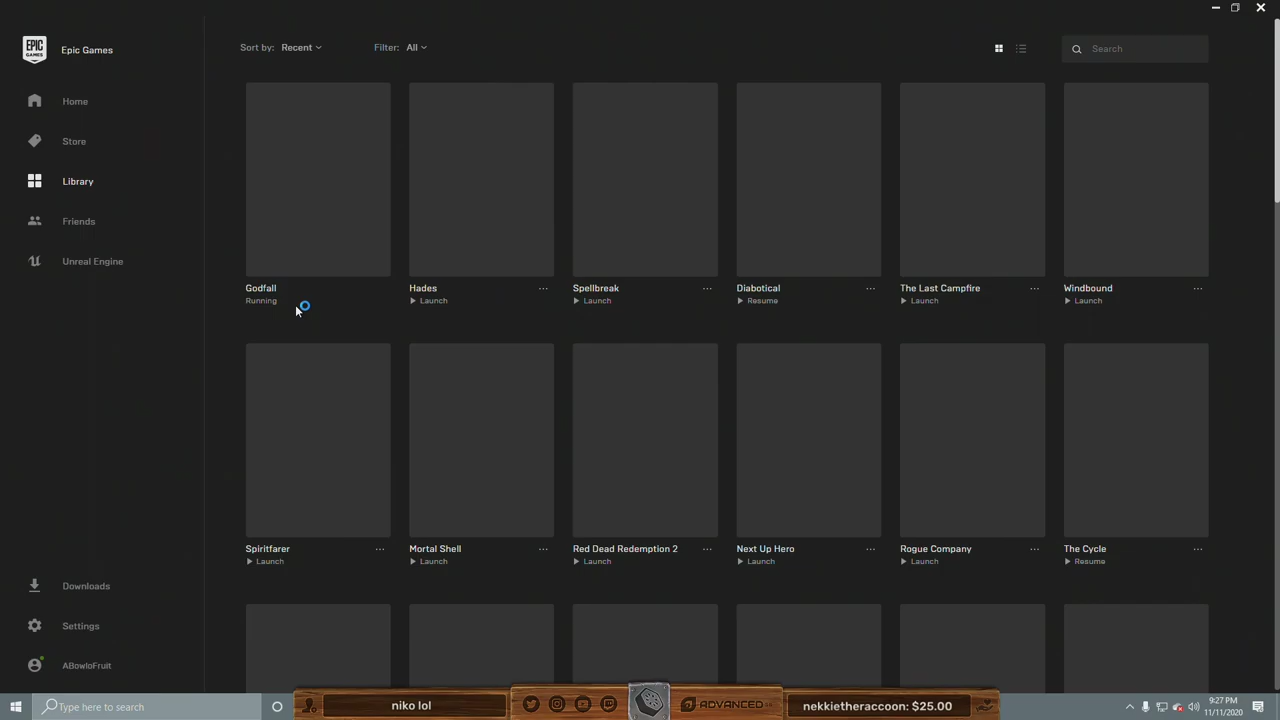 EPIC GAMES
Epic Games
Home
Store
Library
Friends
Unreal Engine
Downloads
Settings
ABowloFruit
Sort by: Recent
Filter: All
Search
Godfall
Running
Hades
Launch
Spellbreak
Launch
Diabotical
Resume
The Last Campfire
Launch
Windbound
Launch
Spiritfarer
Launch
Mortal Shell
Launch
Red Dead Redemption 2
Launch
Next Up Hero
Launch
Rogue Company
Launch
The Cycle
Resume
Type here to search
niko lol
ADVANCED
nekkietheraccoon: $25.00
9:27 PM
11/11/2020